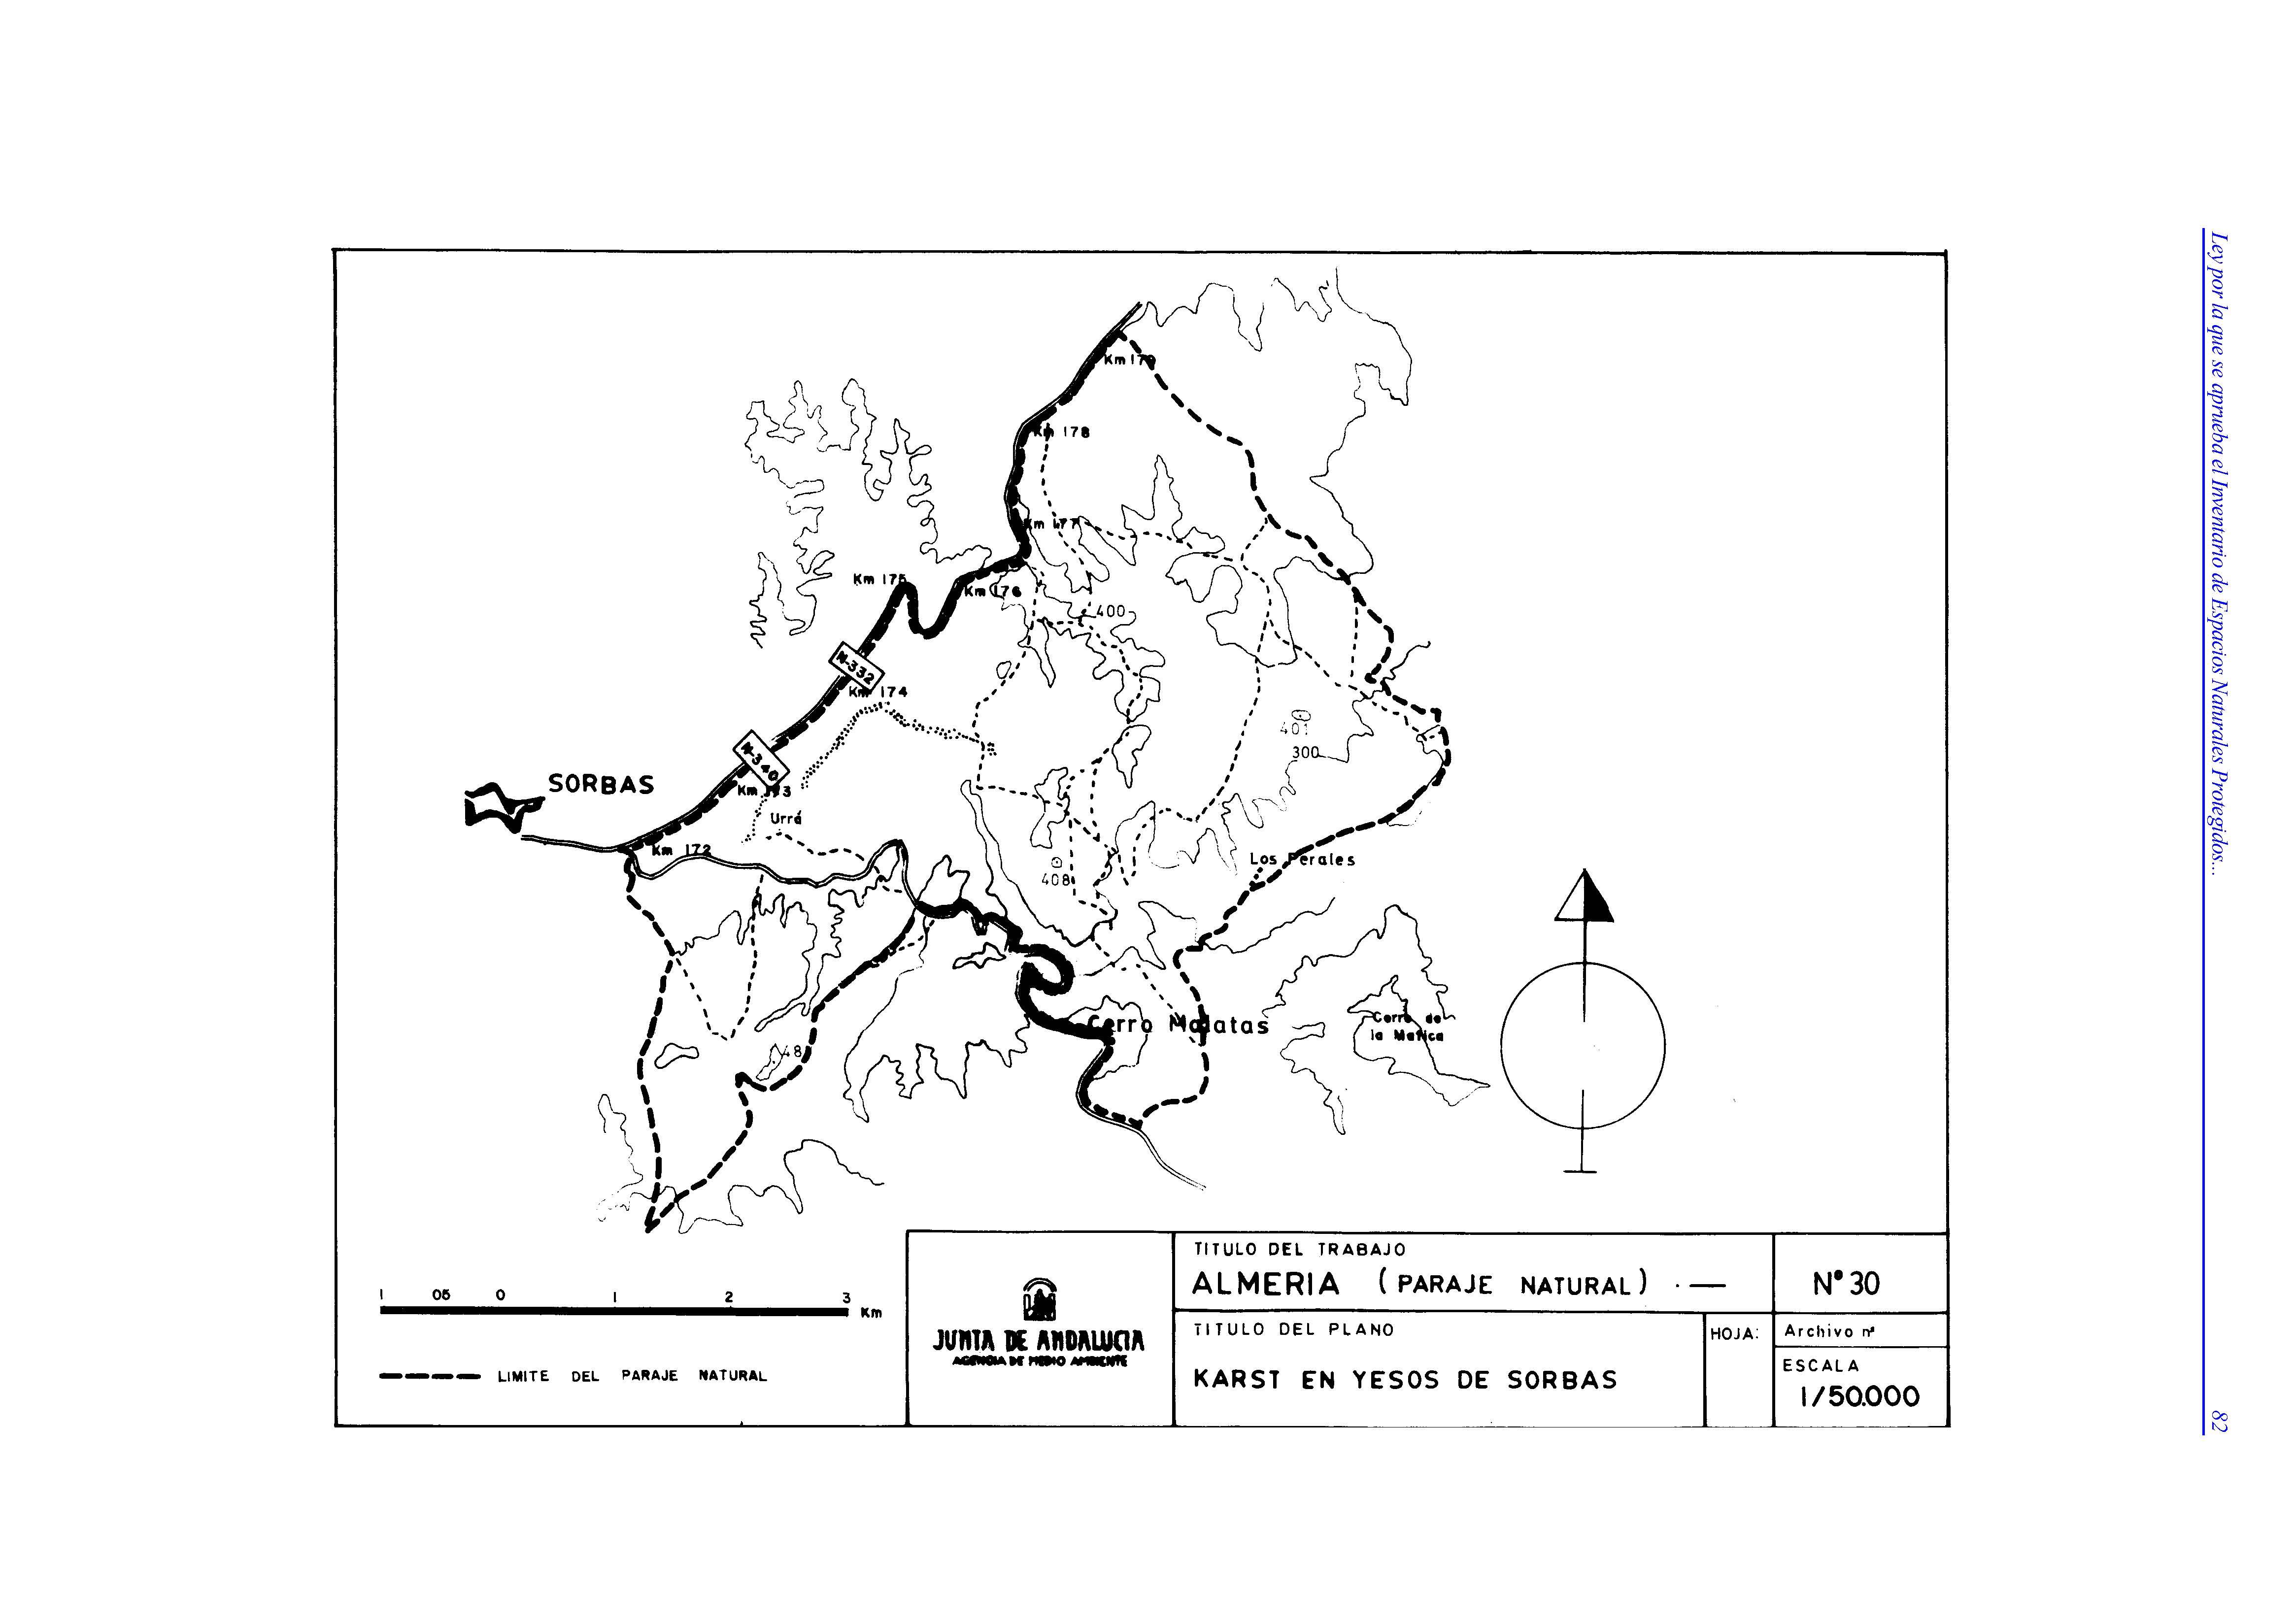 Km 179
Km 178
Km 177
Km 175
Km 176
400
N-332
Km 174
401
300
N-340
SORBAS
Km 173
Urrá
Km 172
Los Perales
408
Cerro Molatas
Cerro de
la Mafica
48
1 05 0 1 2 3 Km
LIMITE DEL PARAJE NATURAL
JUNTA DE ANDALUCIA
AGENCIA DE MEDIO AMBIENTE
TITULO DEL TRABAJO
ALMERIA (PARAJE NATURAL) · —
Nº 30
TITULO DEL PLANO
KARST EN YESOS DE SORBAS
HOJA:
Archivo nº
ESCALA
1/50.000
Ley por la que se aprueba el Inventario de Espacios Naturales Protegidos...
82